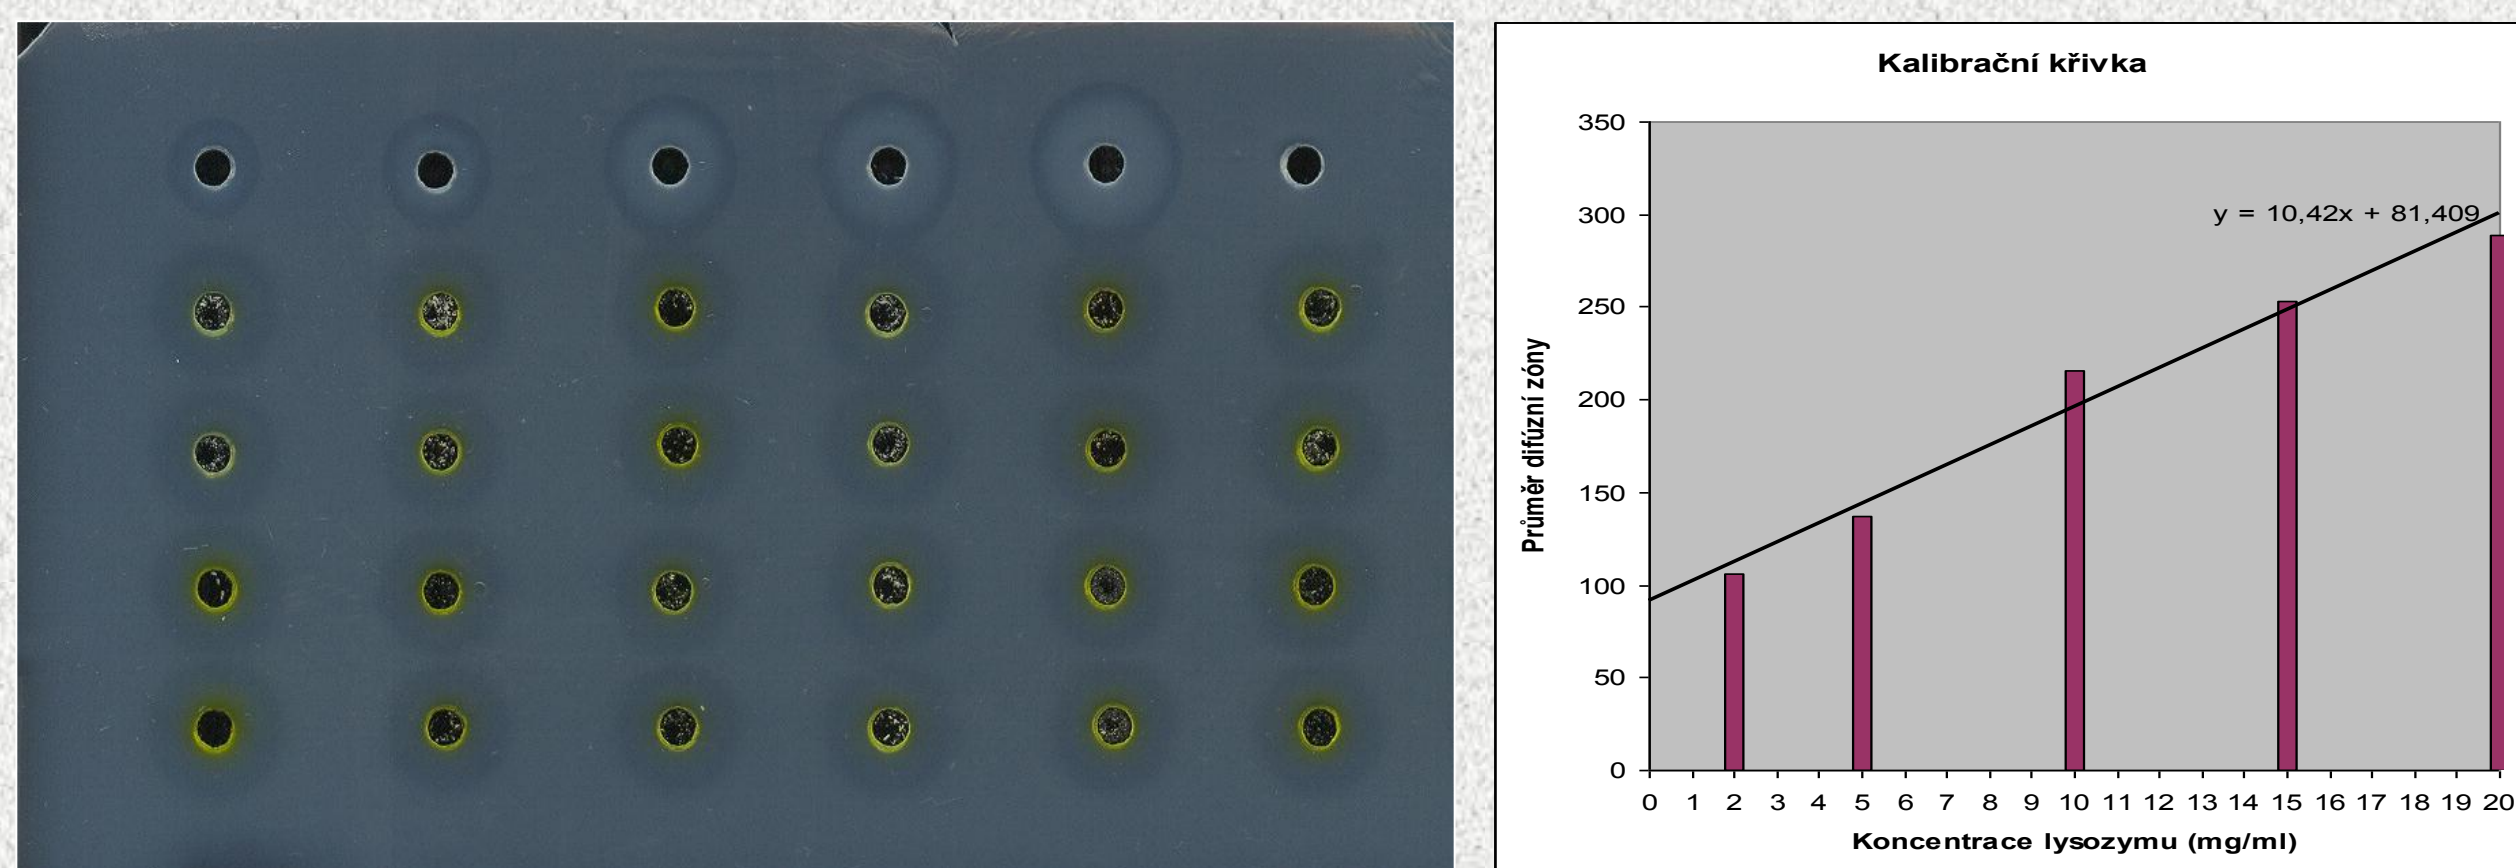 Kalibrační křivka
350
300
250
200
150
100
50
0
y = 10,42x + 81,409
Průměr difúzní zóny
0 1 2 3 4 5 6 7 8 9 10 11 12 13 14 15 16 17 18 19 20
Koncentrace lysozymu (mg/ml)